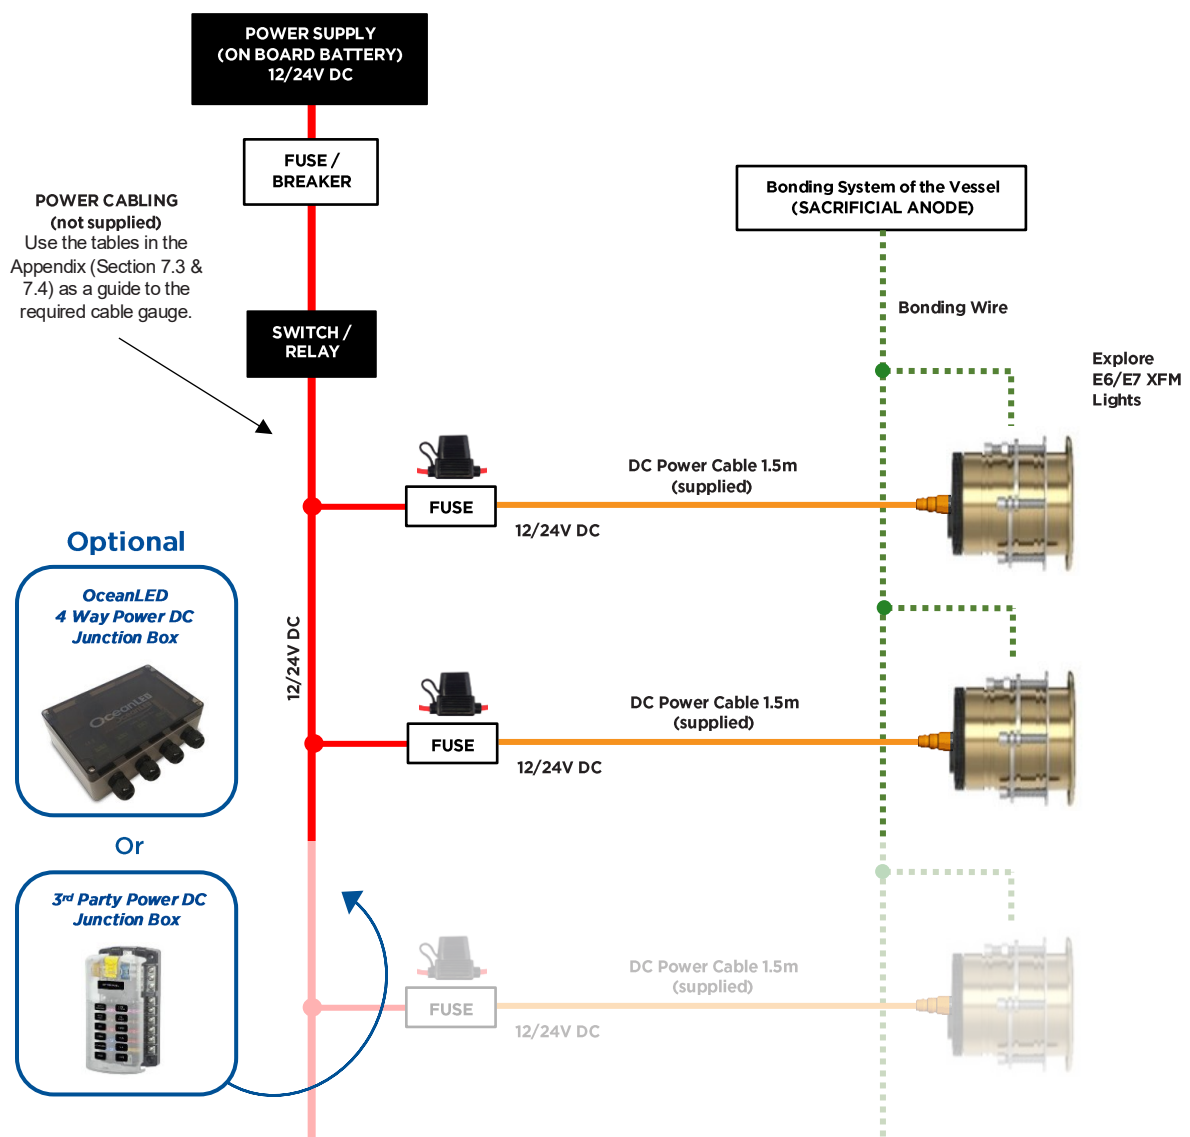 POWER SUPPLY
(ON BOARD BATTERY)
12/24V DC
FUSE /
BREAKER
POWER CABLING
(not supplied)
Use the tables in the
Appendix (Section 7.3 &
7.4) as a guide to the
required cable gauge.
SWITCH /
RELAY
Bonding System of the Vessel
(SACRIFICIAL ANODE)
Bonding Wire
Explore
E6/E7 XFM
Lights
DC Power Cable 1.5m
(supplied)
FUSE
12/24V DC
Optional
OceanLED
4 Way Power DC
Junction Box
OceanLED
12/24V DC
DC Power Cable 1.5m
(supplied)
FUSE
12/24V DC
Or
3rd Party Power DC
Junction Box
DC Power Cable 1.5m
(supplied)
FUSE
12/24V DC